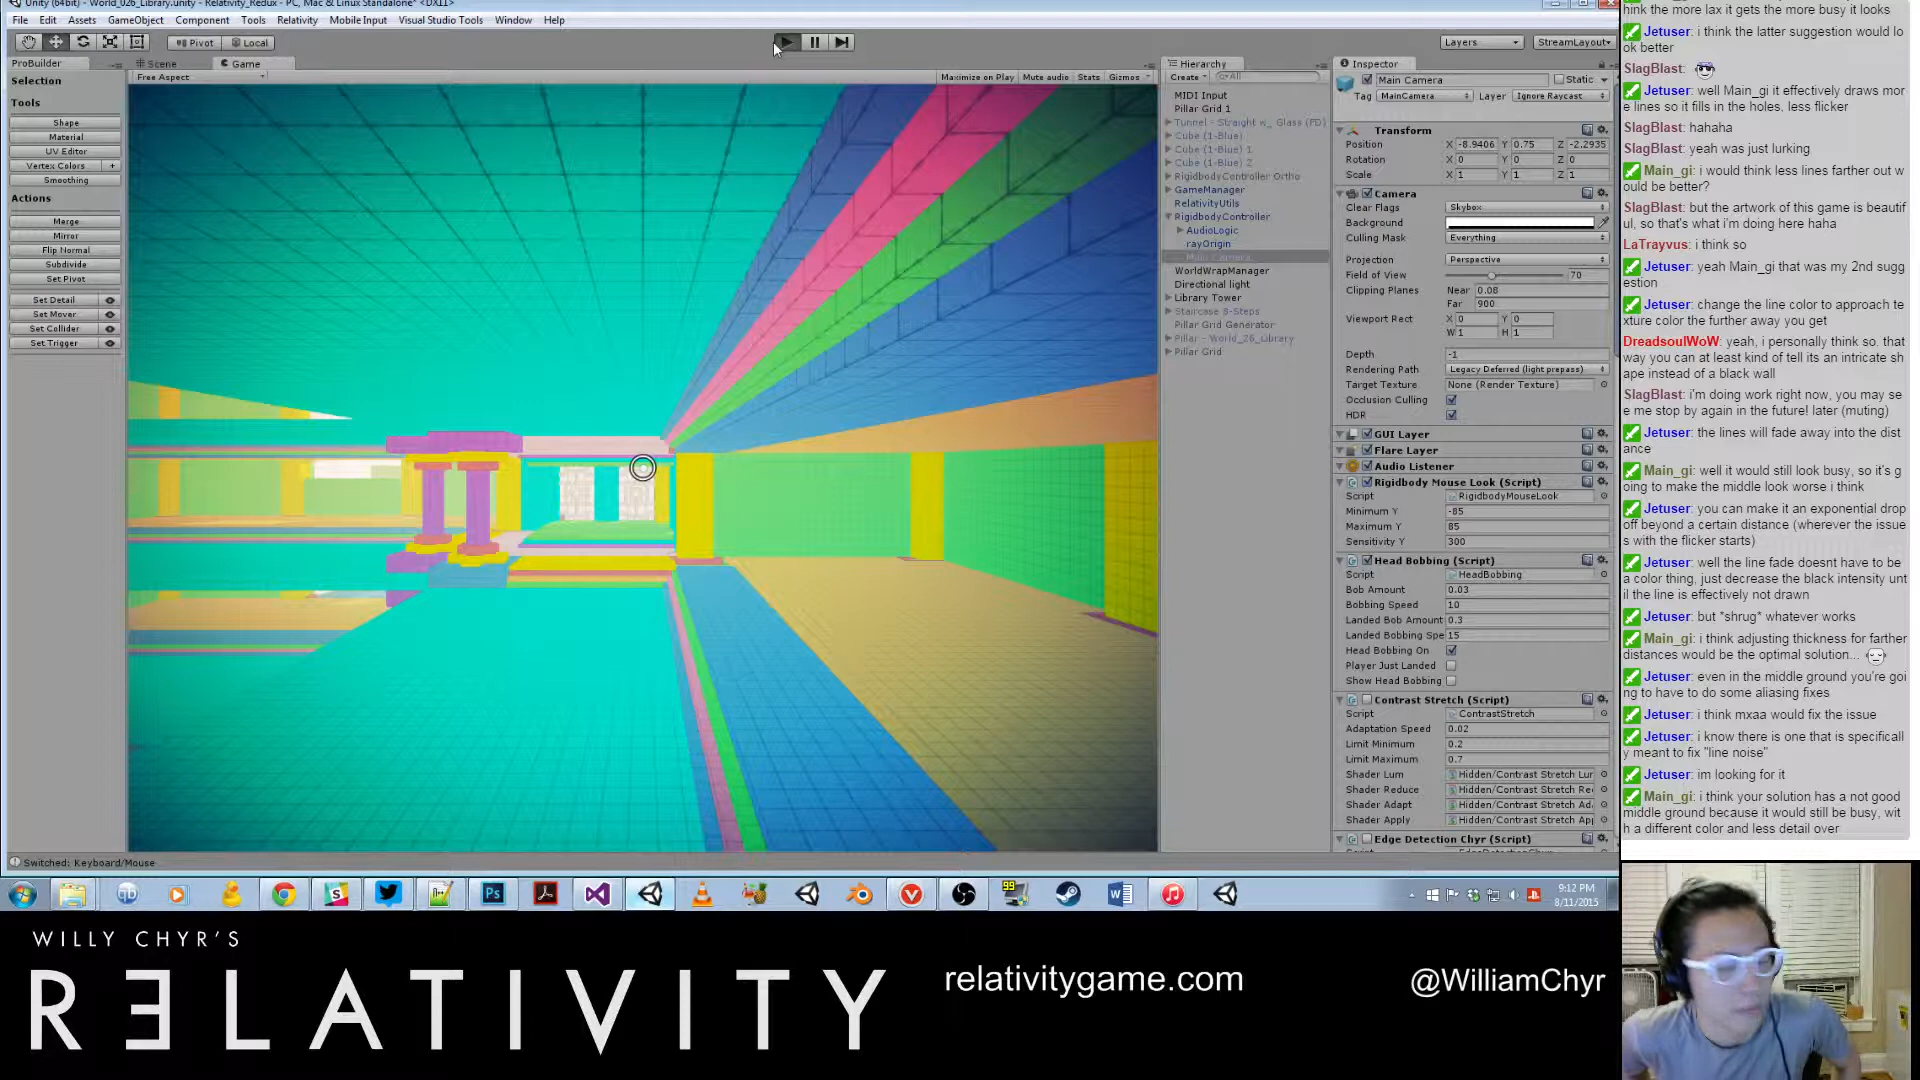 Unity (64bit) - World_026_Library.unity - Relativity_Redux - PC, Mac & Linux Standalone* <DX11>
File Edit Assets GameObject Component Tools Relativity Mobile Input Visual Studio Tools Window Help
Pivot Local
Layers StreamLayout
ProBuilder
Selection
Tools
Shape
Material
UV Editor
Vertex Colors +
Smoothing
Actions
Merge
Mirror
Flip Normal
Subdivide
Set Pivot
Set Detail
Set Mover
Set Collider
Set Trigger
Scene Game
Free Aspect Maximize on Play Mute audio Stats Gizmos
Hierarchy
Create All
MIDI Input
Pillar Grid 1
Tunnel - Straight w_ Glass (FD)
Cube (1-Blue)
Cube (1-Blue) 1
Cube (1-Blue) 2
RigidbodyController Ortho
GameManager
RelativityUtils
RigidbodyController
AudioLogic
rayOrigin
Main Camera
WorldWrapManager
Directional light
Library Tower
Staircase 8-Steps
Pillar Grid Generator
Pillar - World_26_Library
Pillar Grid
Inspector
Main Camera Static
Tag MainCamera Layer Ignore Raycast
Transform
Position X -8.9406 Y 0.75 Z -2.2935
Rotation X 0 Y 0 Z 0
Scale X 1 Y 1 Z 1
Camera
Clear Flags Skybox
Background
Culling Mask Everything
Projection Perspective
Field of View 70
Clipping Planes Near 0.08
Far 900
Viewport Rect X 0 Y 0
W 1 H 1
Depth -1
Rendering Path Legacy Deferred (light prepass)
Target Texture None (Render Texture)
Occlusion Culling
HDR
GUI Layer
Flare Layer
Audio Listener
Rigidbody Mouse Look (Script)
Script RigidbodyMouseLook
Minimum Y -85
Maximum Y 85
Sensitivity Y 300
Head Bobbing (Script)
Script HeadBobbing
Bob Amount 0.03
Bobbing Speed 10
Landed Bob Amount 0.3
Landed Bobbing Spe 15
Head Bobbing On
Player Just Landed
Show Head Bobbing
Contrast Stretch (Script)
Script ContrastStretch
Adaptation Speed 0.02
Limit Minimum 0.2
Limit Maximum 0.7
Shader Lum Hidden/Contrast Stretch Lur
Shader Reduce Hidden/Contrast Stretch Re
Shader Adapt Hidden/Contrast Stretch Ad
Shader Apply Hidden/Contrast Stretch App
Edge Detection Chyr (Script)
Switched: Keyboard/Mouse
hink the more lax it gets the more busy it looks
Jetuser: i think the latter suggestion would lo
ok better
SlagBlast:
Jetuser: well Main_gi it effectively draws mor
e lines so it fills in the holes, less flicker
SlagBlast: hahaha
SlagBlast: yeah was just lurking
Main_gi: i would think less lines farther out w
ould be better?
SlagBlast: but the artwork of this game is beautif
ul, so that's what i'm doing here haha
LaTrayvus: i think so
Jetuser: yeah Main_gi that was my 2nd sugg
estion
Jetuser: change the line color to approach te
xture color the further away you get
DreadsoulWoW: yeah, i personally think so, that
way you can at least kind of tell its an intricate sh
ape instead of a black wall
SlagBlast: i'm doing work right now, you may se
e me stop by again in the future! later (muting)
Jetuser: the lines will fade away into the dist
ance
Main_gi: well it would still look busy, so it's g
oing to make the middle look worse i think
Jetuser: you can make it an exponential drop
off beyond a certain distance (wherever the issue
s with the flicker starts)
Jetuser: well the line fade doesnt have to be
a color thing, just decrease the black intensity unt
il the line is effectively not drawn
Jetuser: but *shrug* whatever works
Main_gi: i think adjusting thickness for farther
distances would be the optimal solution...
Jetuser: even in the middle ground you're goi
ng to have to do some aliasing fixes
Jetuser: i think mxaa would fix the issue
Jetuser: i know there is one that is specificall
y meant to fix "line noise"
Jetuser: im looking for it
Main_gi: i think your solution has a not good
middle ground because it would still be busy, wit
h a different color and less detail over
99
9:12 PM
8/11/2015
WILLY CHYR'S
RƎLATIVITY
relativitygame.com
@WilliamChyr